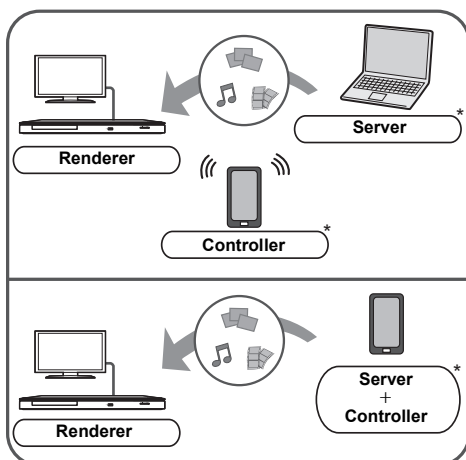 Server *
Renderer
Controller *
Server *
+
Controller
Renderer